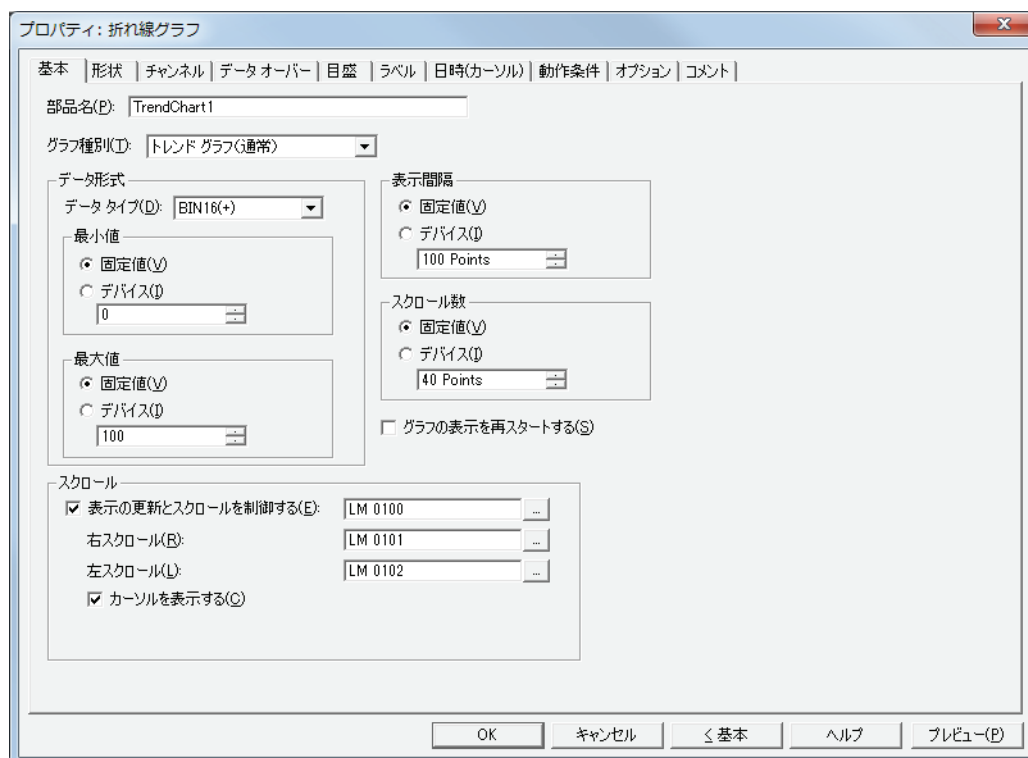 プロパティ: 折れ線グラフ
基本 形状 チャンネル データ オーバー 目盛 ラベル 日時(カーソル) 動作条件 オプション コメント
部品名(P): TrendChart1
グラフ種別(T): トレンド グラフ(通常)
データ形式
データ タイプ(D): BIN16(+)
最小値
固定値(V)
デバイス(I)
0
最大値
固定値(V)
デバイス(I)
100
表示間隔
固定値(V)
デバイス(I)
100 Points
スクロール数
固定値(V)
デバイス(I)
40 Points
グラフの表示を再スタートする(S)
スクロール
表示の更新とスクロールを制御する(E): LM 0100 ...
右スクロール(R): LM 0101 ...
左スクロール(L): LM 0102 ...
カーソルを表示する(C)
OK キャンセル < 基本 ヘルプ プレビュー(P)